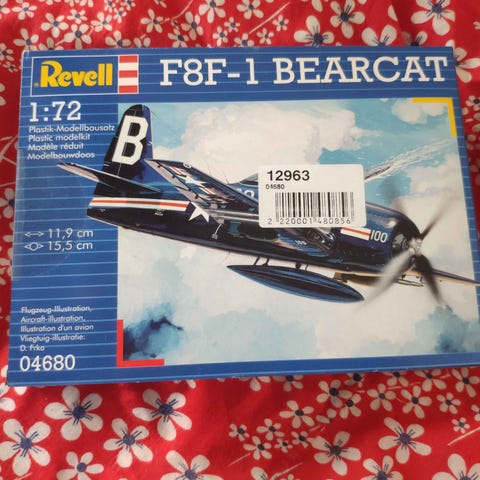 Revell
F8F-1 BEARCAT
1:72
Plastik-Modellbausatz
Plastic modelkit
Modèle réduit
Modelbouwdoos
B
12963
04680
2 220001 480856
100
11,9 cm
15,5 cm
Flugzeug-Illustration,
Aircraft-illustration,
Illustration d'un avion
Vliegtuig-illustratie:
D. Frka
04680